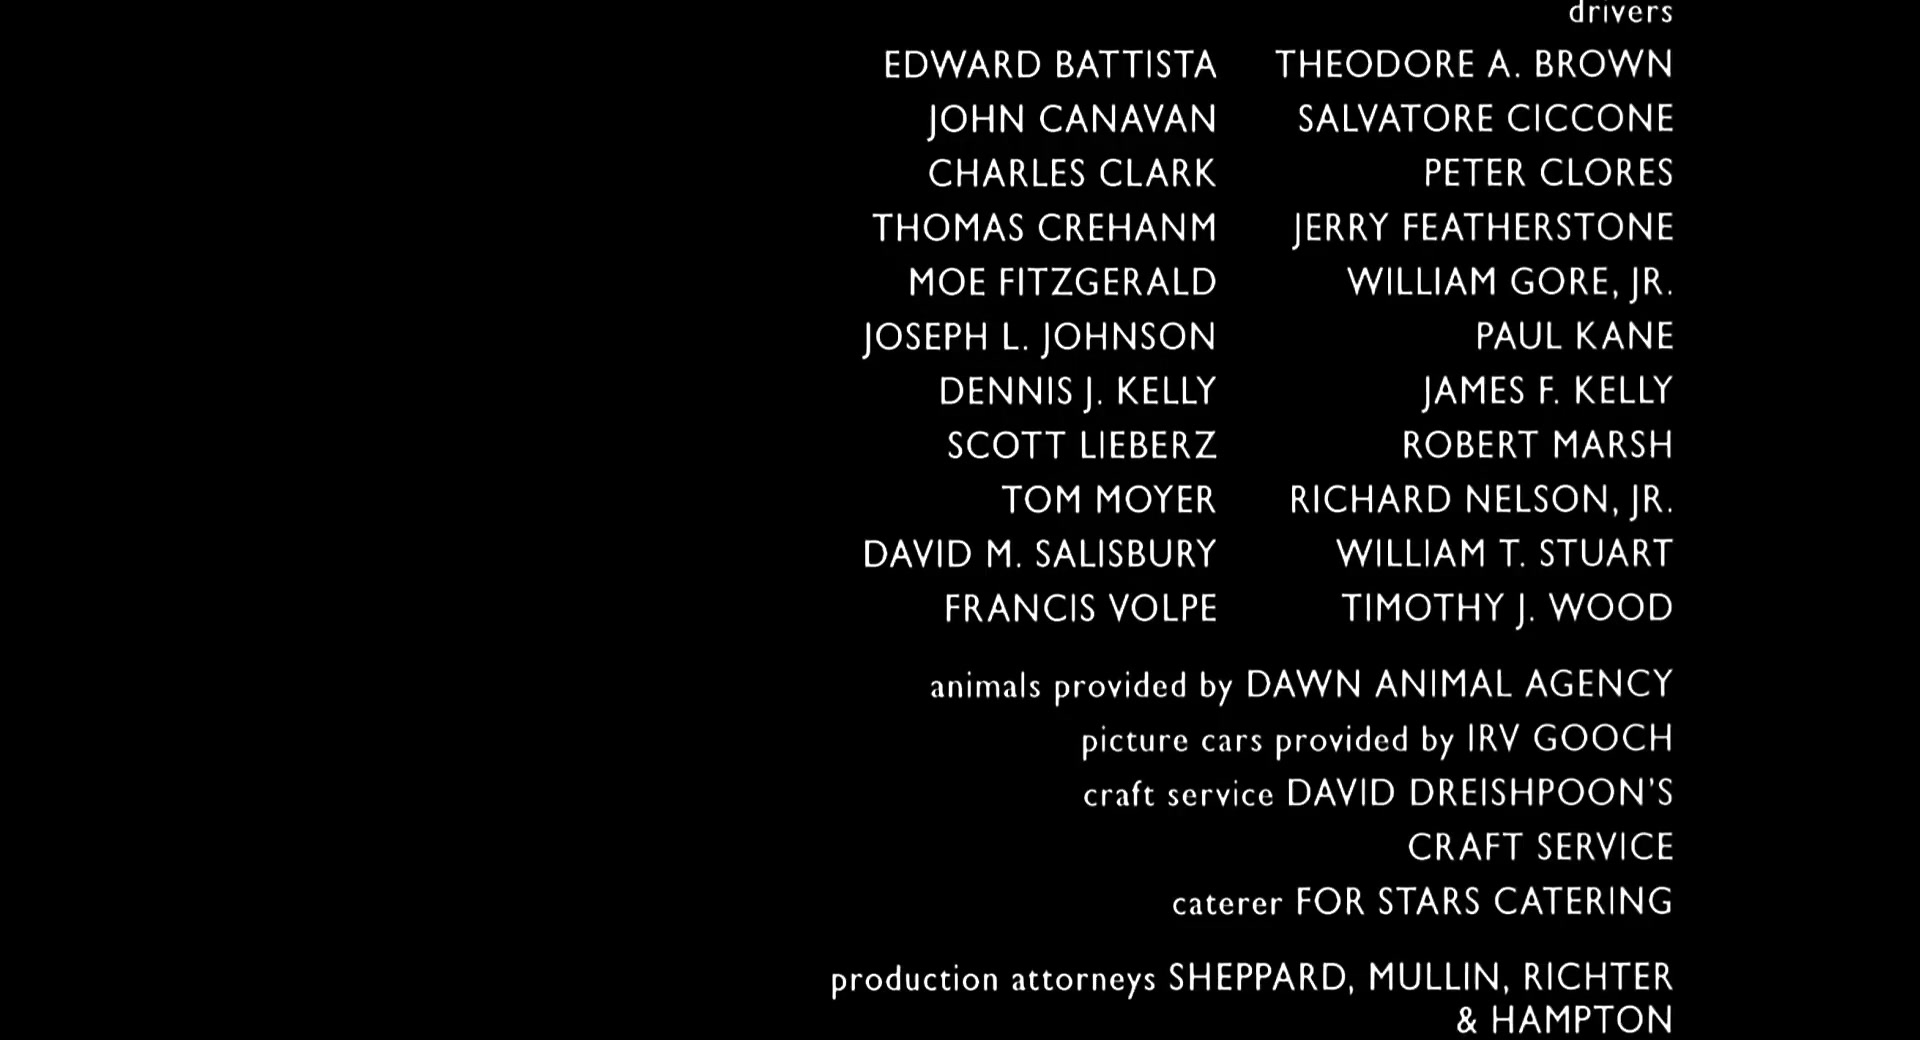 drivers
EDWARD BATTISTA THEODORE A. BROWN
JOHN CANAVAN SALVATORE CICCONE
CHARLES CLARK PETER CLORES
THOMAS CREHANM JERRY FEATHERSTONE
MOE FITZGERALD WILLIAM GORE, JR.
JOSEPH L. JOHNSON PAUL KANE
DENNIS J. KELLY JAMES F. KELLY
SCOTT LIEBERZ ROBERT MARSH
TOM MOYER RICHARD NELSON, JR.
DAVID M. SALISBURY WILLIAM T. STUART
FRANCIS VOLPE TIMOTHY J. WOOD
animals provided by DAWN ANIMAL AGENCY
picture cars provided by IRV GOOCH
craft service DAVID DREISHPOON'S
CRAFT SERVICE
caterer FOR STARS CATERING
production attorneys SHEPPARD, MULLIN, RICHTER
& HAMPTON